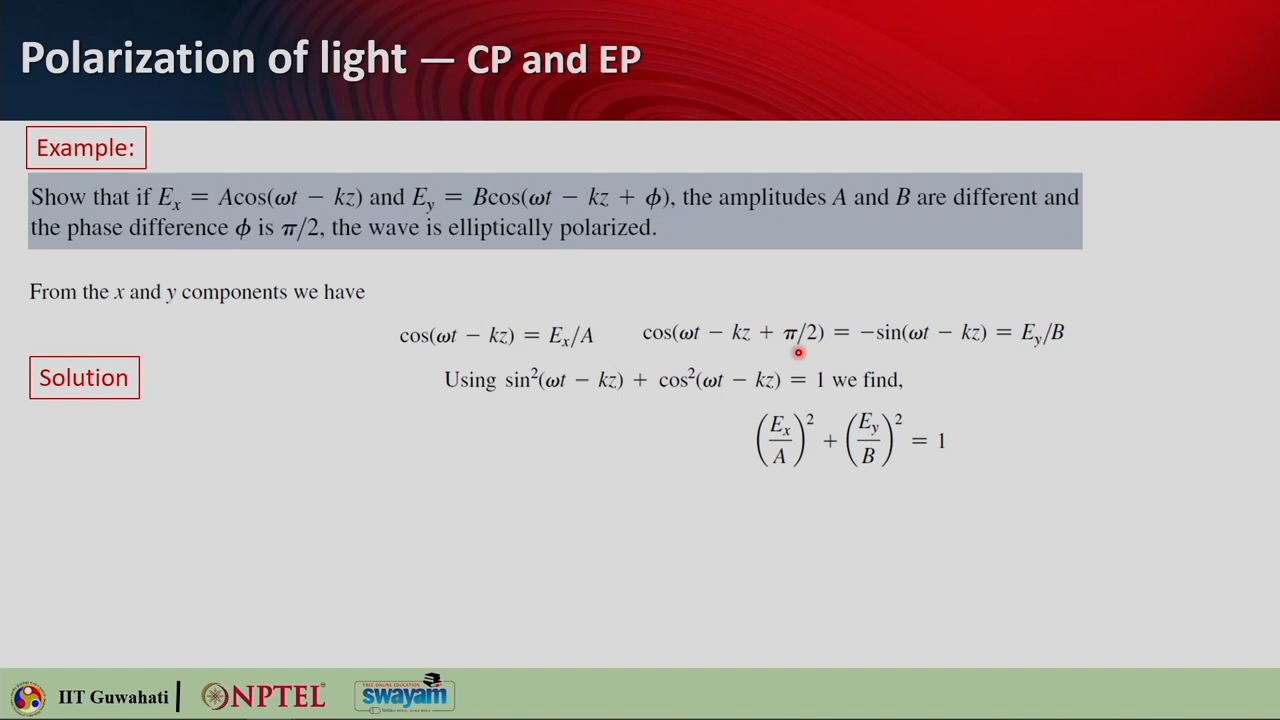 Polarization of light — CP and EP
Example:
Show that if Eₓ = Acos(ωt − kz) and E_y = Bcos(ωt − kz + ϕ), the amplitudes A and B are different and
the phase difference ϕ is π/2, the wave is elliptically polarized.
From the x and y components we have
cos(ωt − kz) = Eₓ/A cos(ωt − kz + π/2) = −sin(ωt − kz) = E_y/B
Solution
Using sin²(ωt − kz) + cos²(ωt − kz) = 1 we find,
(Eₓ/A)² + (E_y/B)² = 1
IIT Guwahati
NPTEL
FREE ONLINE EDUCATION
swayam